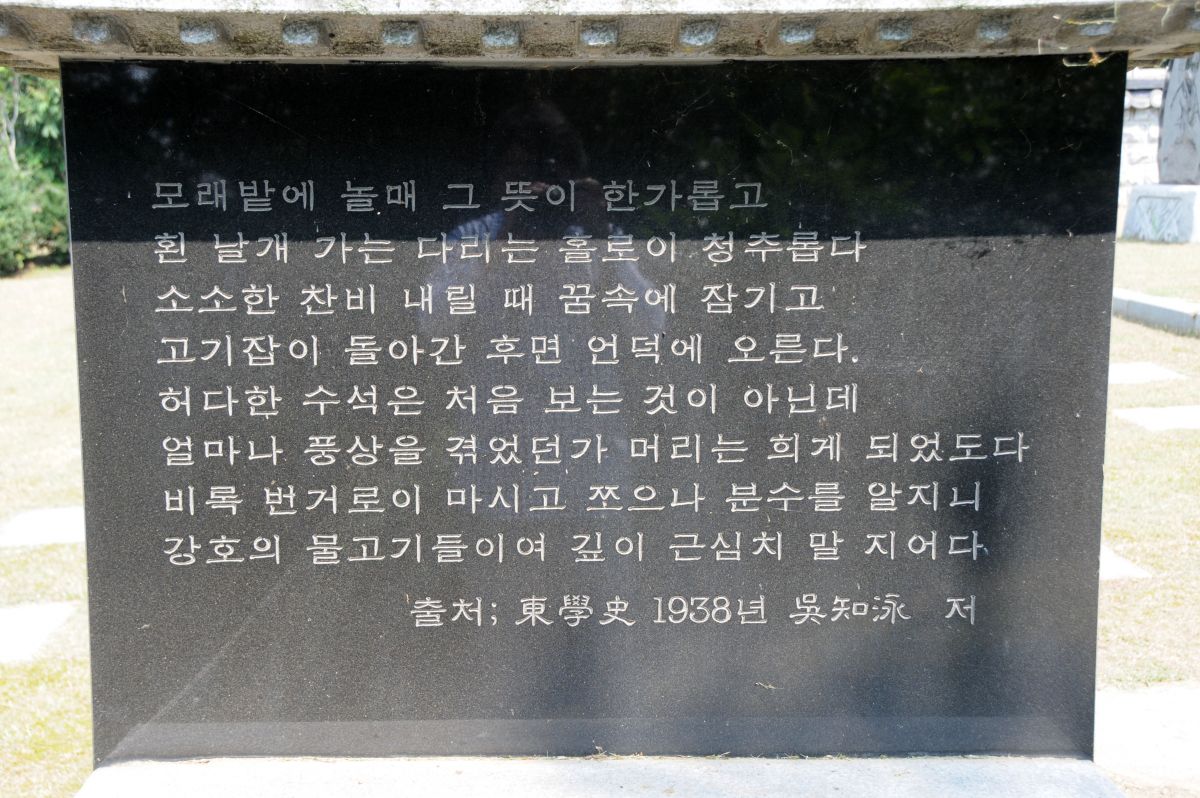 모래밭에 놀매 그 뜻이 한가롭고
횐 날개 가는 다리는 홀로이 청추롭다
소소한 찬비 내릴 때 꿈속에 잠기고
고기잡이 돌아간 후면 언덕에 오른다.
허다한 수석은 처음 보는 것이 아닌데
얼마나 풍상을 겪었던가 머리는 희게 되었도다
비록 번거로이 마시고 쪼으나 분수를 알지니
강호의 물고기들이여 깊이 근심치 말 지어다
출처; 東學史 1938년 吳知泳 저